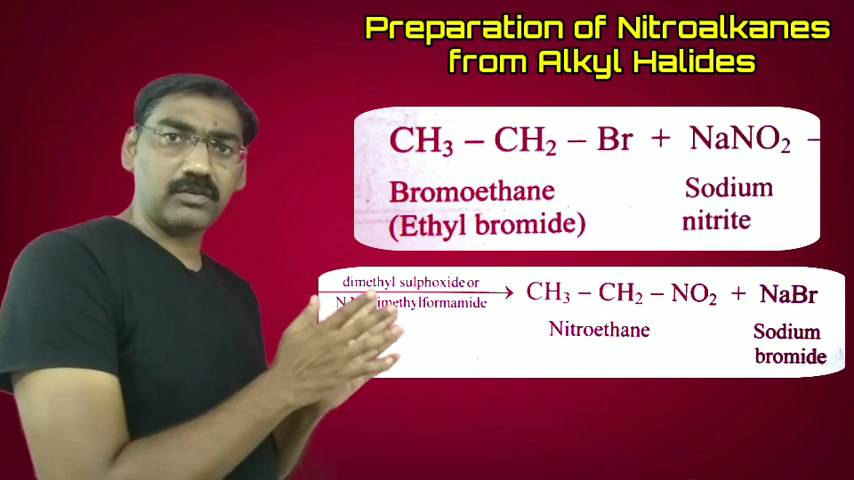 Preparation of Nitroalkanes
from Alkyl Halides
CH₃ – CH₂ – Br + NaNO₂ –
Bromoethane
(Ethyl bromide)
Sodium
nitrite
dimethyl sulphoxide or
CH₃ – CH₂ – NO₂ + NaBr
Nitroethane
Sodium
bromide